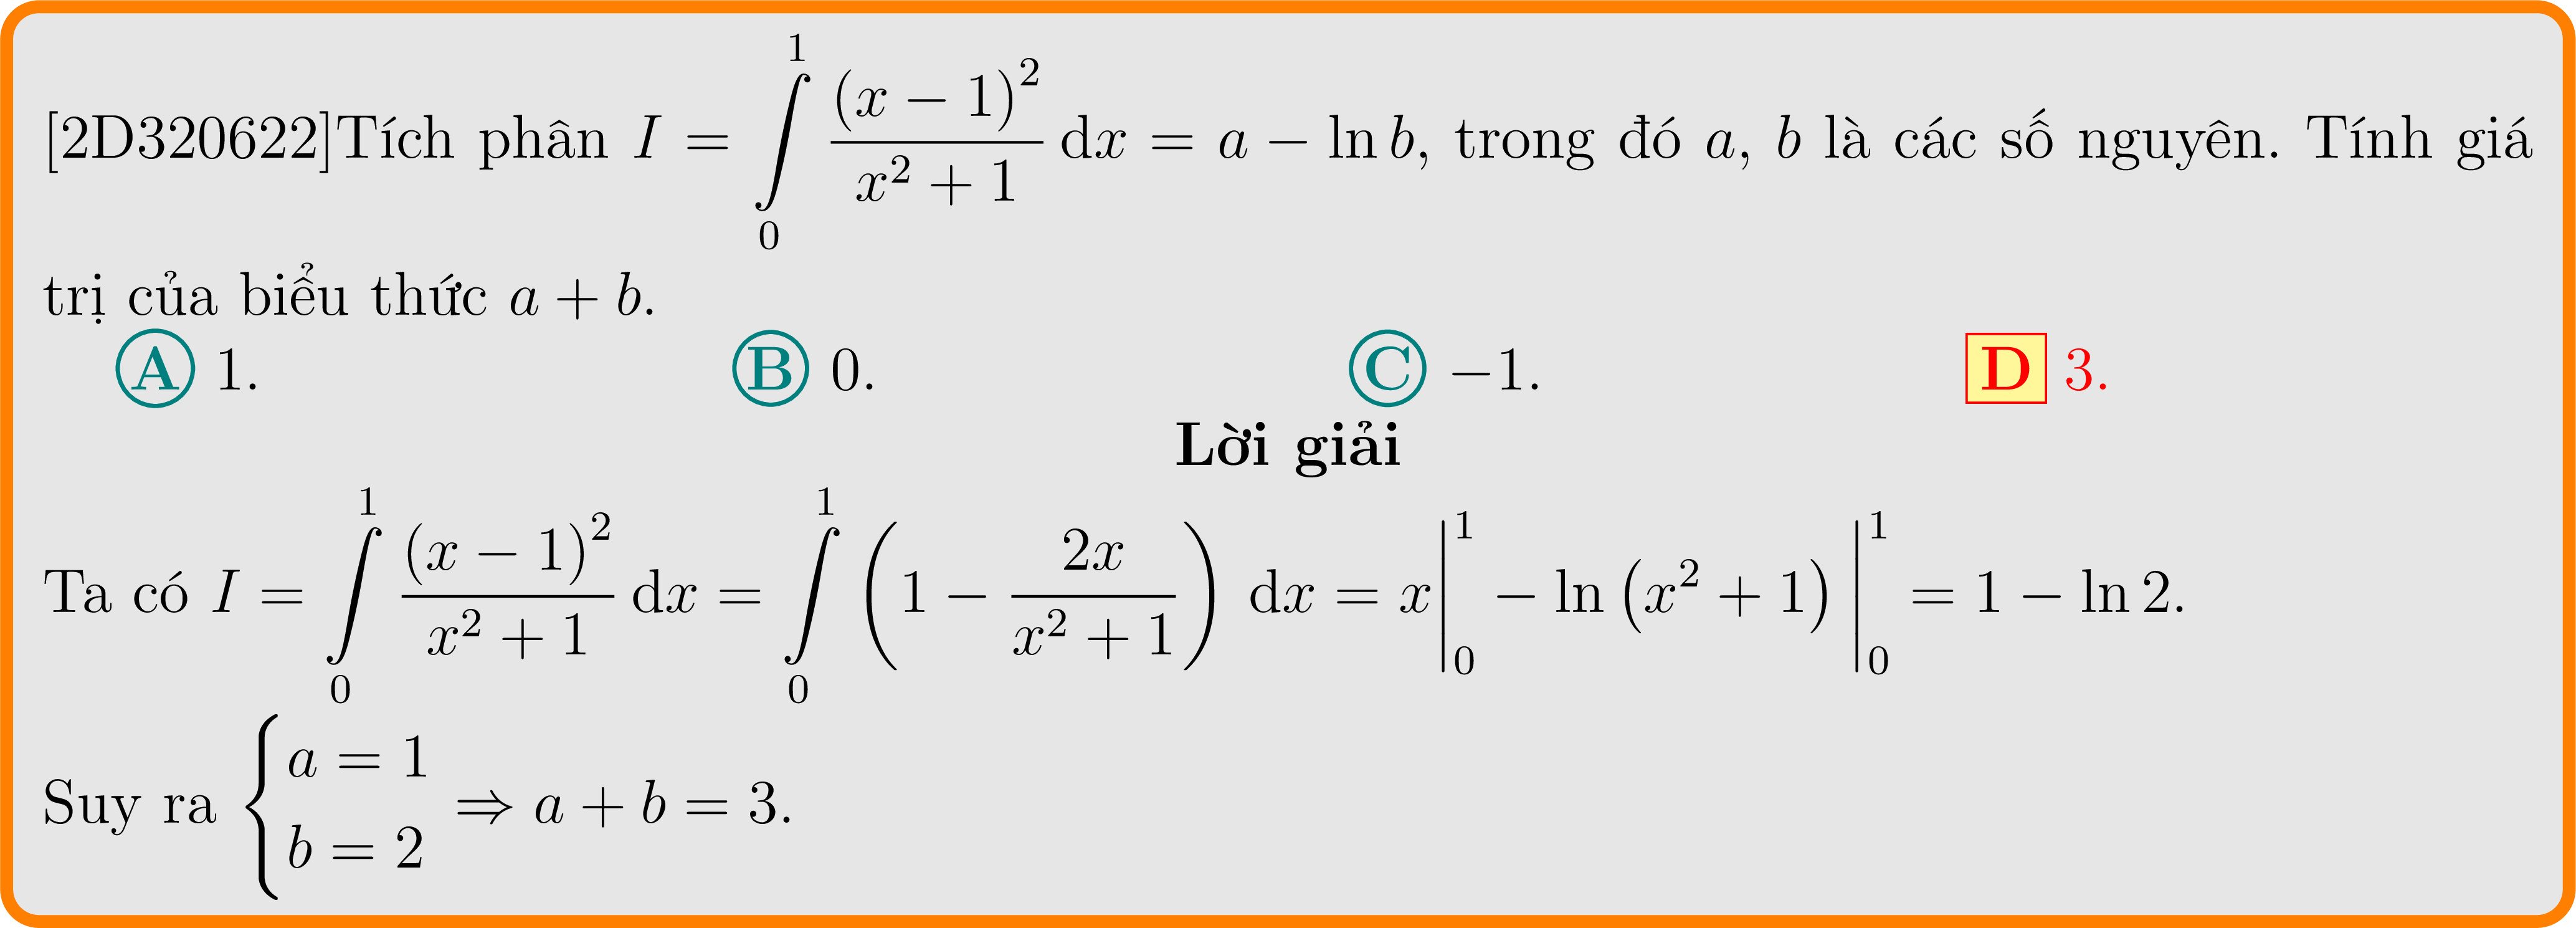 [2D320622]Tích phân $I = \int\limits_0^1 \frac{(x-1)^2}{x^2+1}\,\mathrm{d}x = a - \ln b$, trong đó $a$, $b$ là các số nguyên. Tính giá
trị của biểu thức $a + b$.
A 1. B 0. C −1. D 3.
Lời giải
Ta có $I = \int\limits_0^1 \frac{(x-1)^2}{x^2+1}\,\mathrm{d}x = \int\limits_0^1 \left(1 - \frac{2x}{x^2+1}\right)\,\mathrm{d}x = x\Big|_0^1 - \ln\left(x^2+1\right)\Big|_0^1 = 1 - \ln 2.$
Suy ra $\begin{cases} a = 1 \\ b = 2 \end{cases} \Rightarrow a + b = 3.$